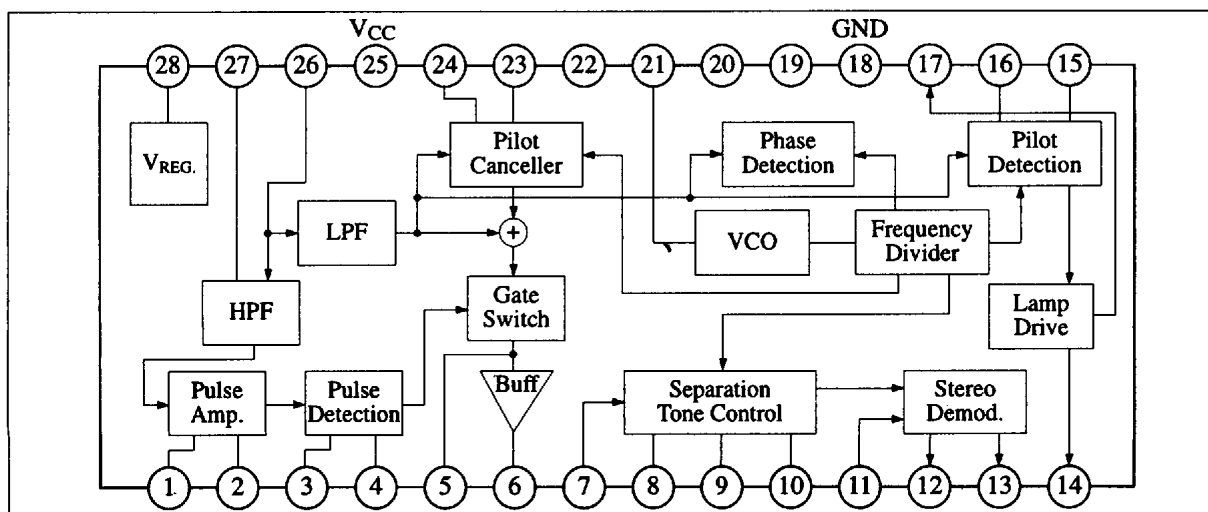 VCC GND
28 27 26 25 24 23 22 21 20 19 18 17 16 15
VREG.
Pilot
Canceller
Phase
Detection
Pilot
Detection
LPF
+
VCO
Frequency
Divider
HPF
Gate
Switch
Lamp
Drive
Pulse
Amp.
Pulse
Detection
Buff
Separation
Tone Control
Stereo
Demod.
1 2 3 4 5 6 7 8 9 10 11 12 13 14